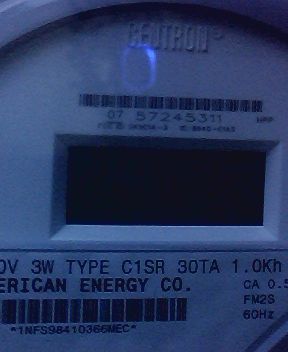 CENTRON®
07 57245311
0V 3W TYPE C1SR 30TA 1.0Kh
ERICAN ENERGY CO.
CA 0.5
FM2S
60Hz
*1NFS98410366MEC*